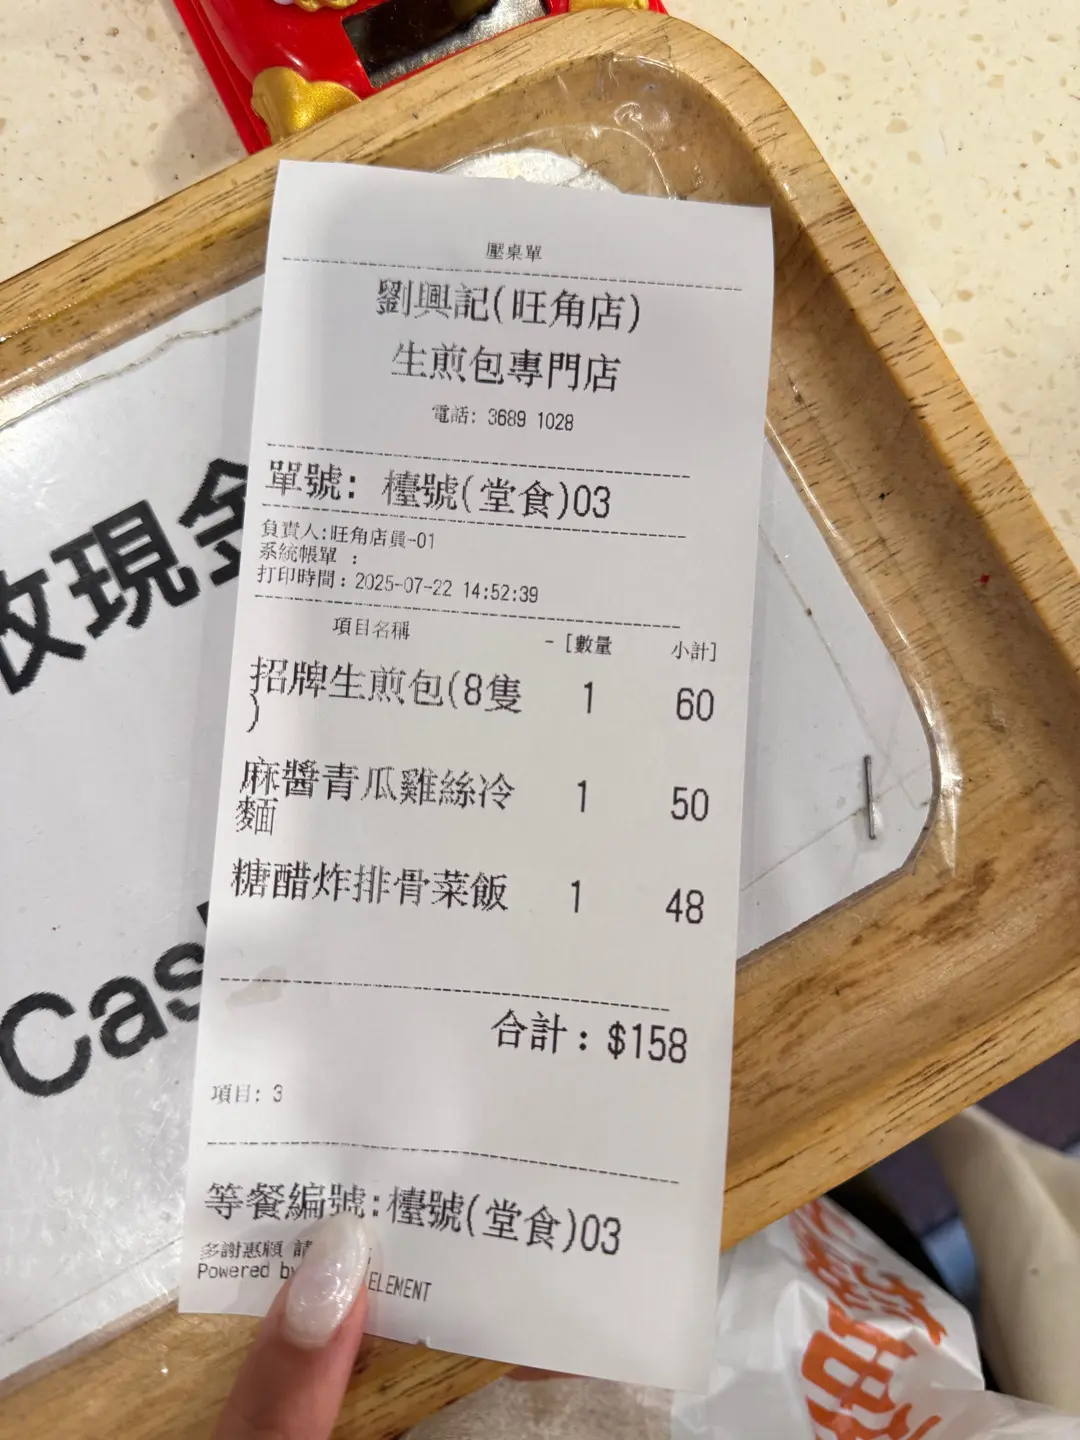 壓桌單
劉興記(旺角店)
生煎包專門店
電話: 3689 1028
單號: 檯號(堂食)03
負責人:旺角店員-01
系統帳單 :
打印時間：2025-07-22 14:52:39
項目名稱 - [數量 小計]
招牌生煎包(8隻 1 60
)
麻醬青瓜雞絲冷 1 50
麵
糖醋炸排骨菜飯 1 48
合計：$158
項目: 3
等餐編號:檯號(堂食)03
多謝惠顧 請
Powered by ELEMENT
收現金
Cas